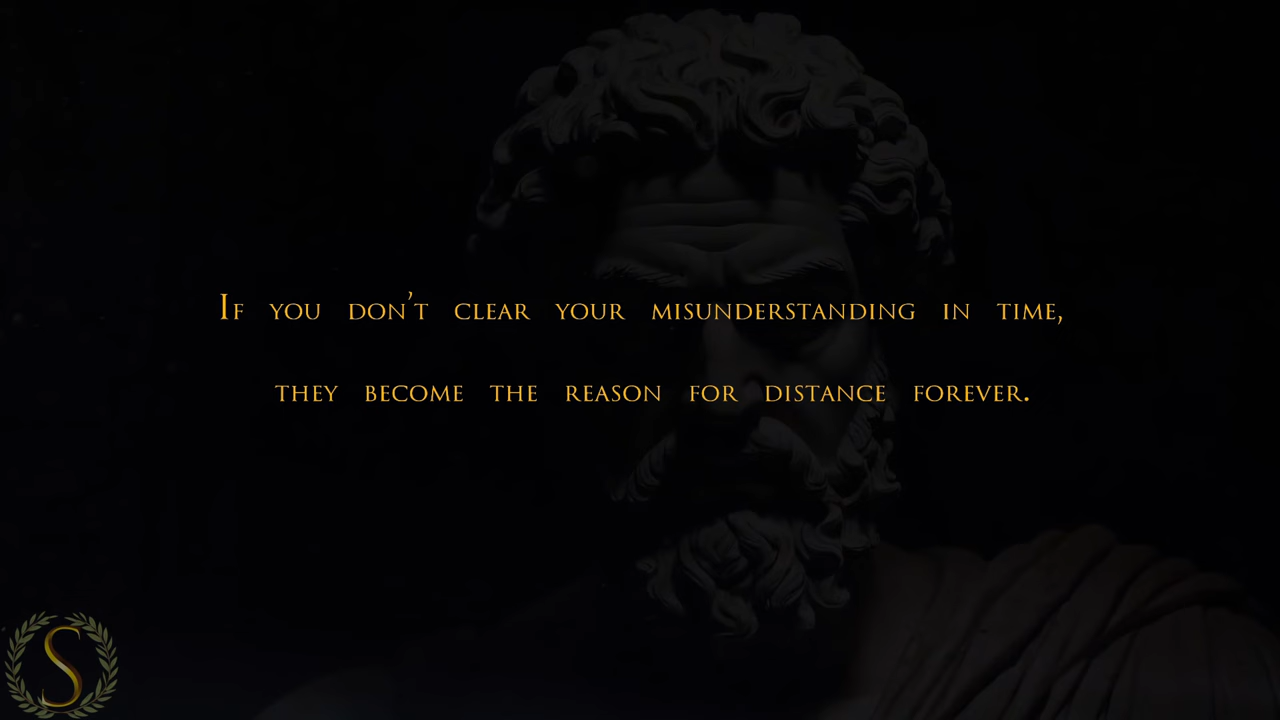 If you don't clear your misunderstanding in time,
they become the reason for distance forever.
S